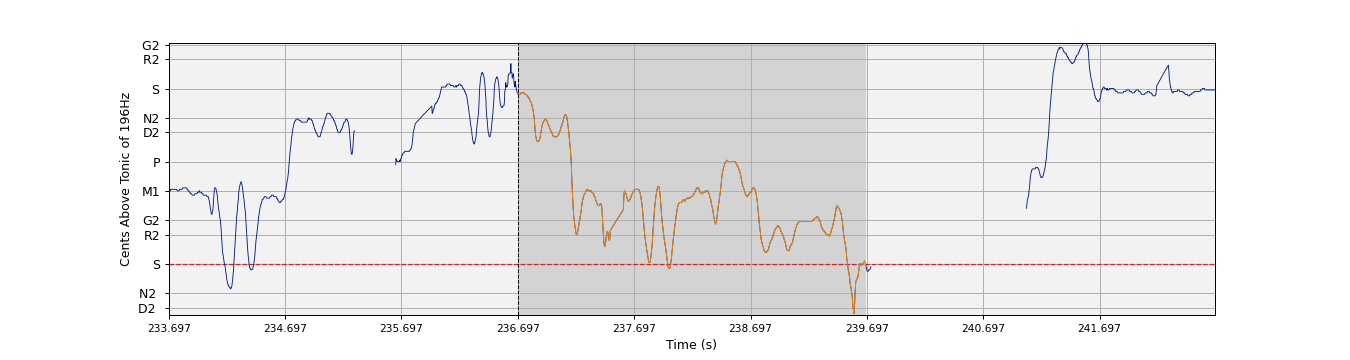 Cents Above Tonic of 196Hz
G2
R2
S
N2
D2
P
M1
G2
R2
S
N2
D2
233.697 234.697 235.697 236.697 237.697 238.697 239.697 240.697 241.697
Time (s)